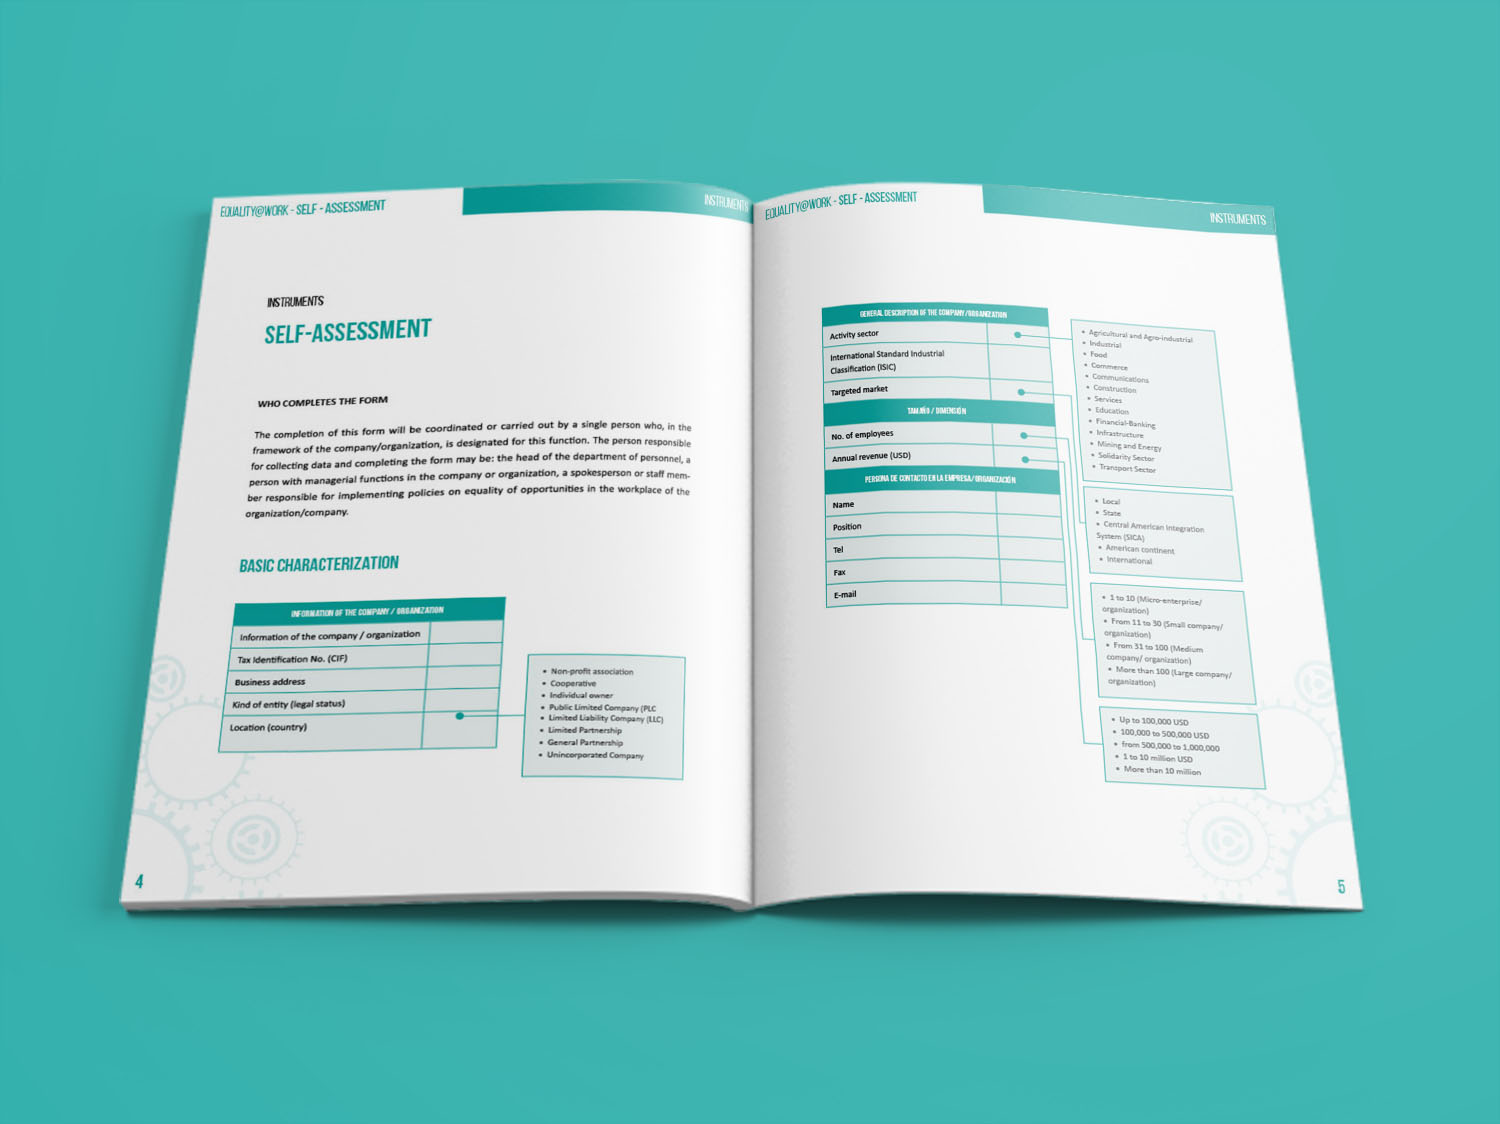 EQUALITY@WORK - SELF - ASSESSMENT
INSTRUMENTS
INSTRUMENTS
SELF-ASSESSMENT
WHO COMPLETES THE FORM
The completion of this form will be coordinated or carried out by a single person who, in the
framework of the company/organization, is designated for this function. The person responsible
for collecting data and completing the form may be: the head of the department of personnel, a
person with managerial functions in the company or organization, a spokesperson or staff mem-
ber responsible for implementing policies on equality of opportunities in the workplace of the
organization/company.
BASIC CHARACTERIZATION
INFORMATION OF THE COMPANY / ORGANIZATION
Information of the company / organization
Tax Identification No. (CIF)
Business address
Kind of entity (legal status)
Location (country)
• Non-profit association
• Cooperative
• Individual owner
• Public Limited Company (PLC
• Limited Liability Company (LLC)
• Limited Partnership
• General Partnership
• Unincorporated Company
4
EQUALITY@WORK - SELF - ASSESSMENT
INSTRUMENTS
GENERAL DESCRIPTION OF THE COMPANY/ORGANIZATION
Activity sector
International Standard Industrial
Classification (ISIC)
Targeted market
TAMAÑO / DIMENSIÓN
No. of employees
Annual revenue (USD)
PERSONA DE CONTACTO EN LA EMPRESA/ORGANIZACIÓN
Name
Position
Tel
Fax
E-mail
• Agricultural and Agro-industrial
• Industrial
• Food
• Commerce
• Communications
• Construction
• Services
• Education
• Financial-Banking
• Infrastructure
• Mining and Energy
• Solidarity Sector
• Transport Sector
• Local
• State
• Central American Integration
System (SICA)
• American continent
• International
• 1 to 10 (Micro-enterprise/
organization)
• From 11 to 30 (Small company/
organization)
• From 31 to 100 (Medium
company/ organization)
• More than 100 (Large company/
organization)
• Up to 100,000 USD
• 100,000 to 500,000 USD
• from 500,000 to 1,000,000
• 1 to 10 million USD
• More than 10 million
5